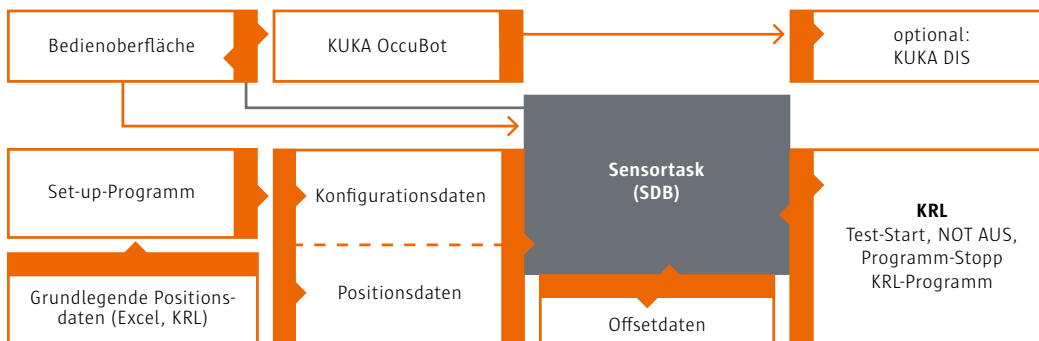 Bedienoberfläche
KUKA OccuBot
optional:
KUKA DIS
Set-up-Programm
Konfigurationsdaten
Sensortask
(SDB)
KRL
Test-Start, NOT AUS,
Programm-Stopp
KRL-Programm
Grundlegende Positions-
daten (Excel, KRL)
Positionsdaten
Offsetdaten